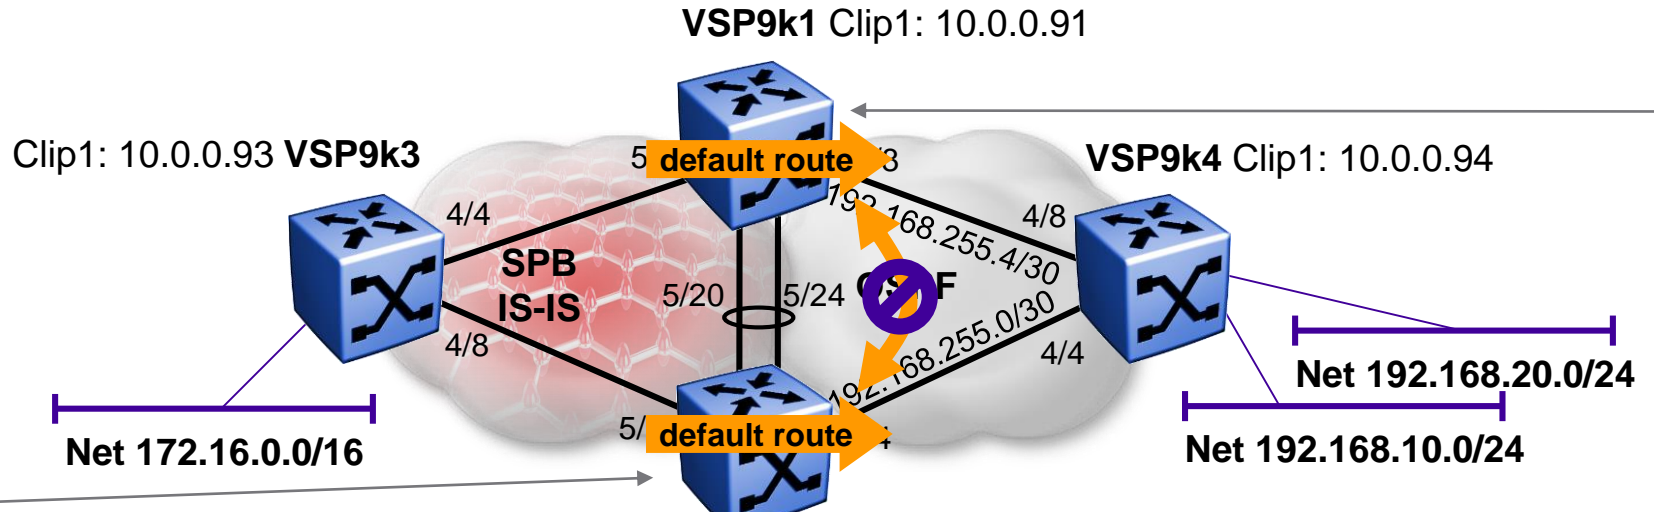 VSP9k1 Clip1: 10.0.0.91
Clip1: 10.0.0.93 VSP9k3
5
default route
/3
VSP9k4 Clip1: 10.0.0.94
4/4
192.168.255.4/30
4/8
SPB
IS-IS
5/20
5/24
F
192.168.255.0/30
4/8
4/4
Net 192.168.20.0/24
Net 172.16.0.0/16
5/
default route
4
Net 192.168.10.0/24